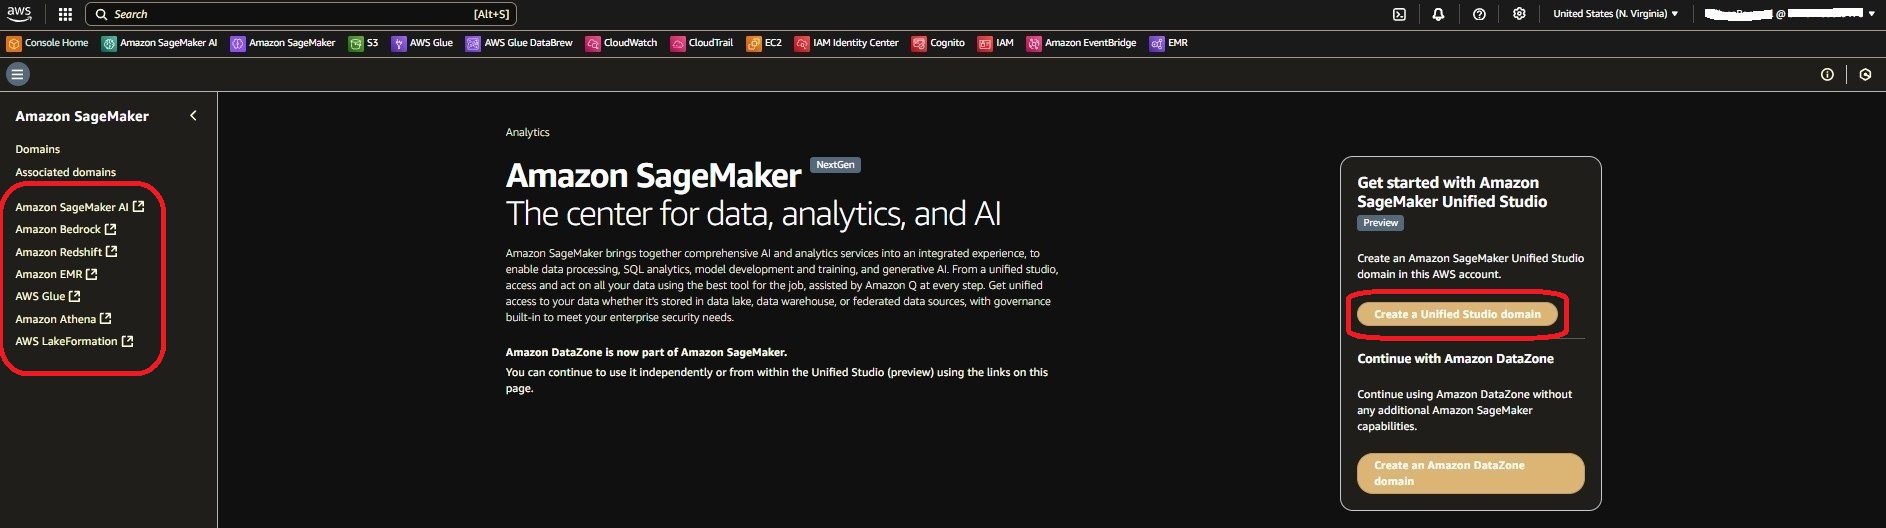 aws
Search [Alt+S] United States (N. Virginia) @
Console Home Amazon SageMaker AI Amazon SageMaker S3 AWS Glue AWS Glue DataBrew CloudWatch CloudTrail EC2 IAM Identity Center Cognito IAM Amazon EventBridge EMR
Amazon SageMaker
Domains
Associated domains
Amazon SageMaker AI
Amazon Bedrock
Amazon Redshift
Amazon EMR
AWS Glue
Amazon Athena
AWS LakeFormation
Analytics
Amazon SageMaker NextGen
The center for data, analytics, and AI
Amazon SageMaker brings together comprehensive AI and analytics services into an integrated experience, to
enable data processing, SQL analytics, model development and training, and generative AI. From a unified studio,
access and act on all your data using the best tool for the job, assisted by Amazon Q at every step. Get unified
access to your data whether it's stored in data lake, data warehouse, or federated data sources, with governance
built-in to meet your enterprise security needs.
Amazon DataZone is now part of Amazon SageMaker.
You can continue to use it independently or from within the Unified Studio (preview) using the links on this
page.
Get started with Amazon
SageMaker Unified Studio
Preview
Create an Amazon SageMaker Unified Studio
domain in this AWS account.
Create a Unified Studio domain
Continue with Amazon DataZone
Continue using Amazon DataZone without
any additional Amazon SageMaker
capabilities.
Create an Amazon DataZone
domain